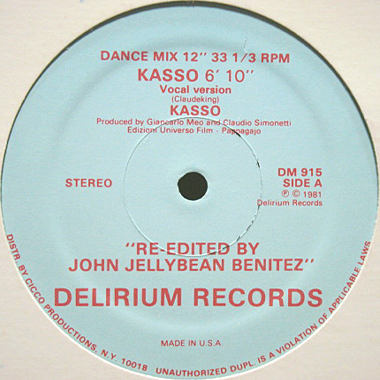 DANCE MIX 12'' 33 1/3 RPM
KASSO 6' 10''
Vocal version
(Claudeking)
KASSO
Produced by Giancarlo Meo and Claudio Simonetti
Edizioni Universo Film - Pappagajo
STEREO
DM 915
SIDE A
Ⓟ © 1981
Delirium Records
"RE-EDITED BY
JOHN JELLYBEAN BENITEZ"
DELIRIUM RECORDS
MADE IN U.S.A.
DISTR. BY CICCO PRODUCTIONS, N.Y. 10018 UNAUTHORIZED DUPL. IS A VIOLATION OF APPLICABLE LAWS